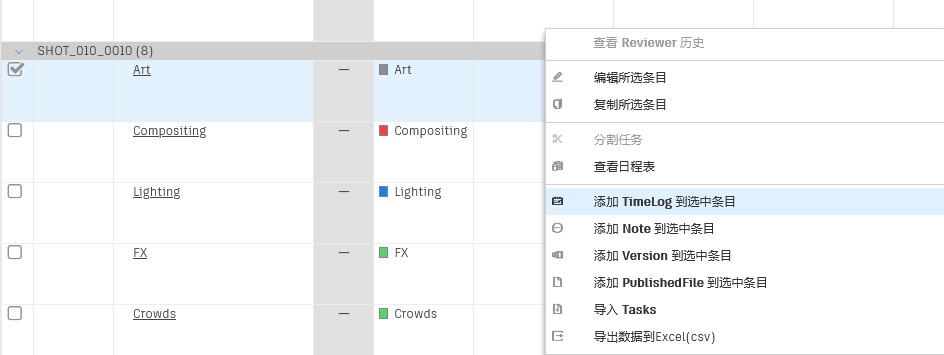 SHOT_010_0010 (8)
Art — Art
Compositing — Compositing
Lighting — Lighting
FX — FX
Crowds — Crowds
查看 Reviewer 历史
编辑所选条目
复制所选条目
分割任务
查看日程表
添加 TimeLog 到选中条目
添加 Note 到选中条目
添加 Version 到选中条目
添加 PublishedFile 到选中条目
导入 Tasks
导出数据到Excel(csv)